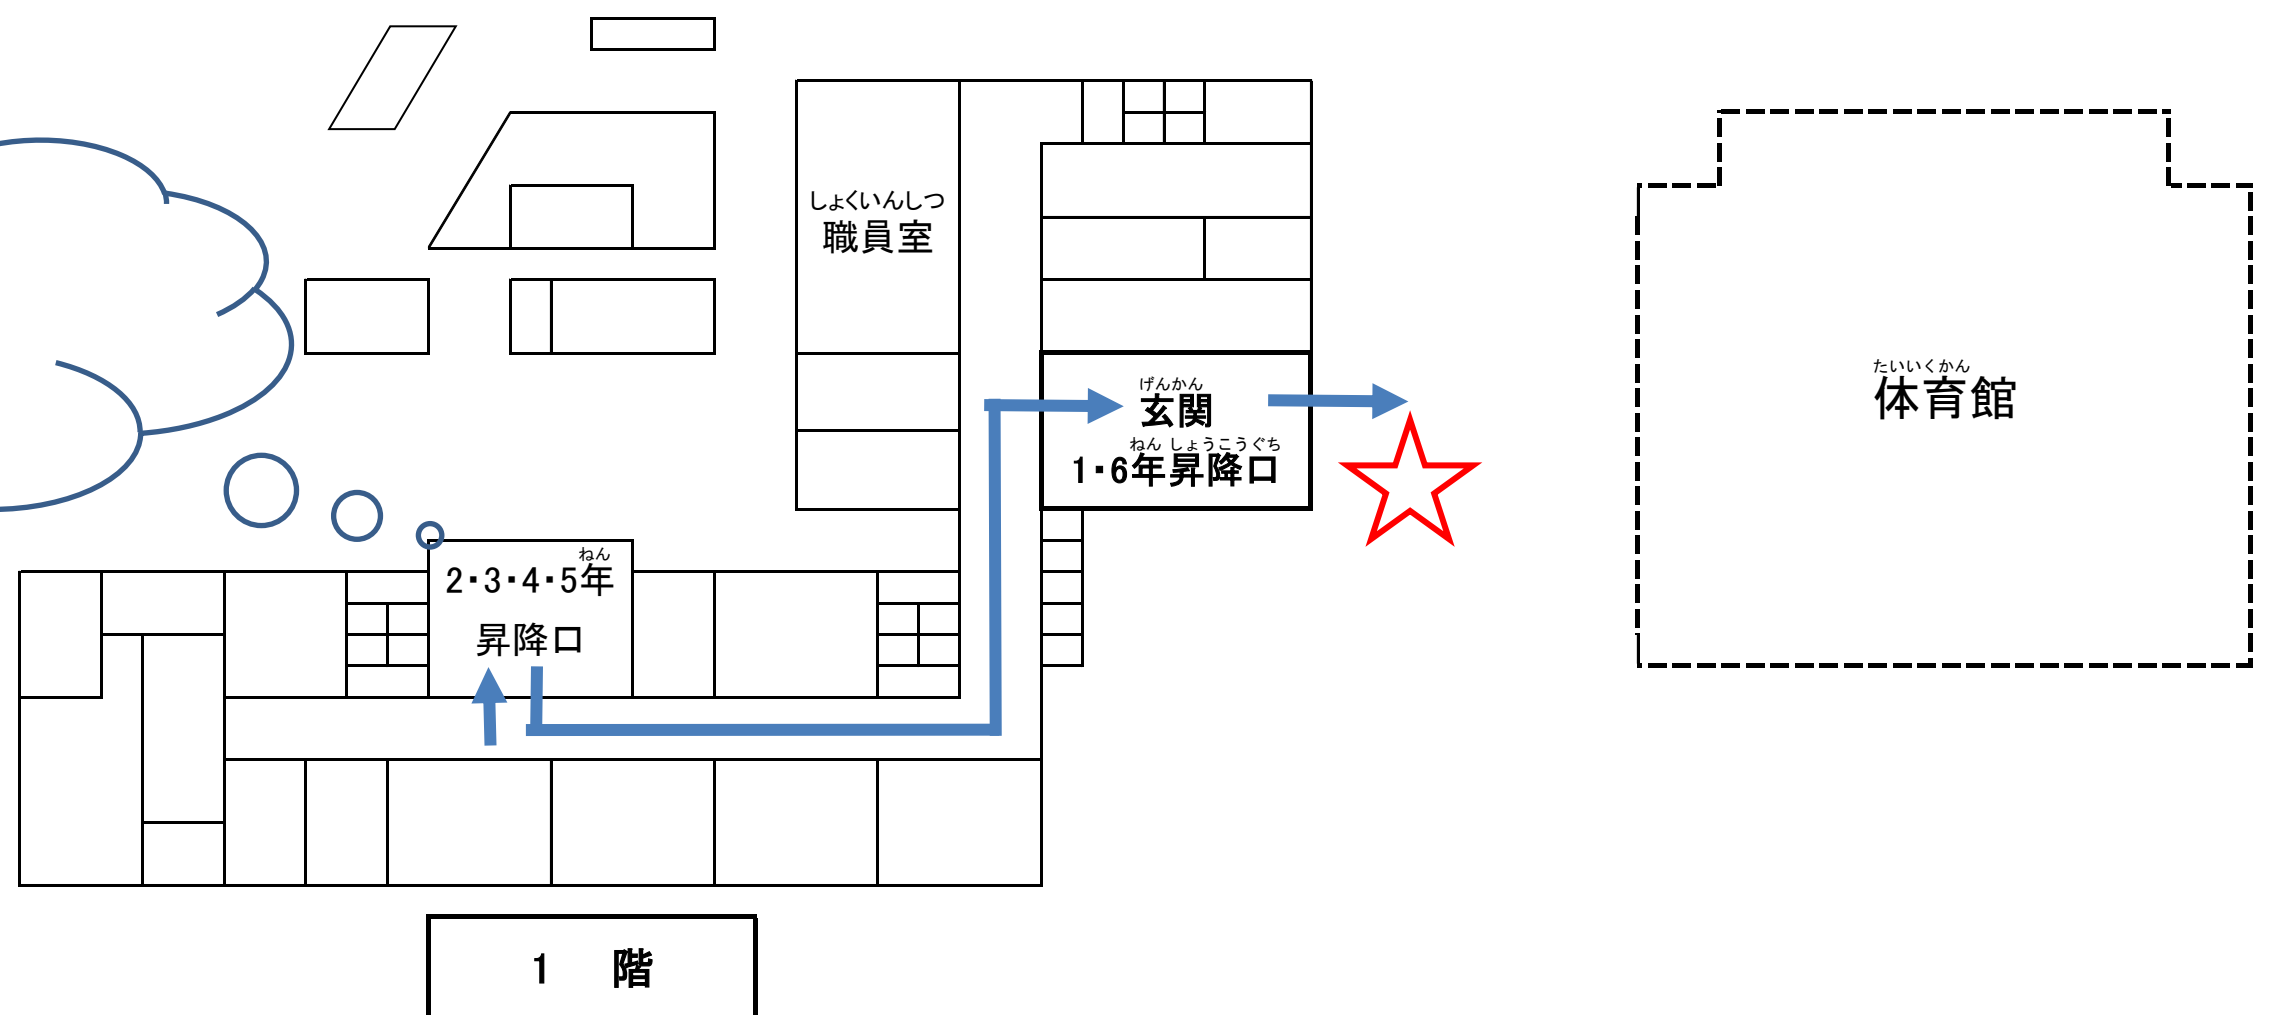 しょくいんしつ
職員室
げんかん
玄関
ねん しょうこうぐち
1・6年昇降口
たいいくかん
体育館
ねん
2・3・4・5年
昇降口
1 階